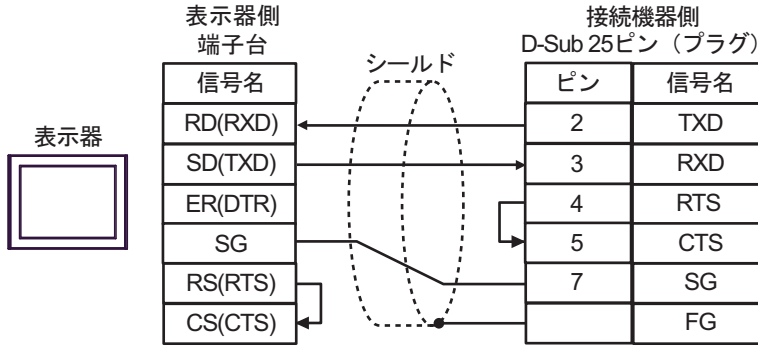 表示器側
端子台
接続機器側
D-Sub 25ピン（プラグ）
シールド
表示器
信号名
ピン 信号名
RD(RXD) 2 TXD
SD(TXD) 3 RXD
ER(DTR) 4 RTS
SG 5 CTS
RS(RTS) 7 SG
CS(CTS) FG